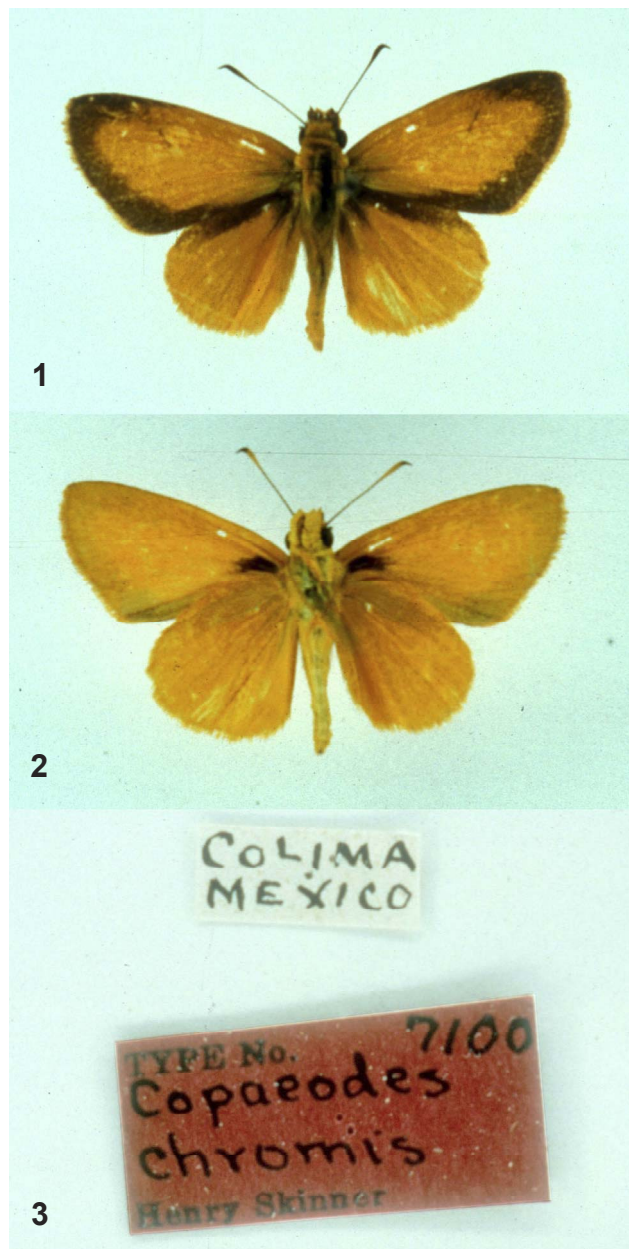 1
2
COLIMA
MEXICO
TYPE No. 7100
Copaeodes
chromis
Henry Skinner
3